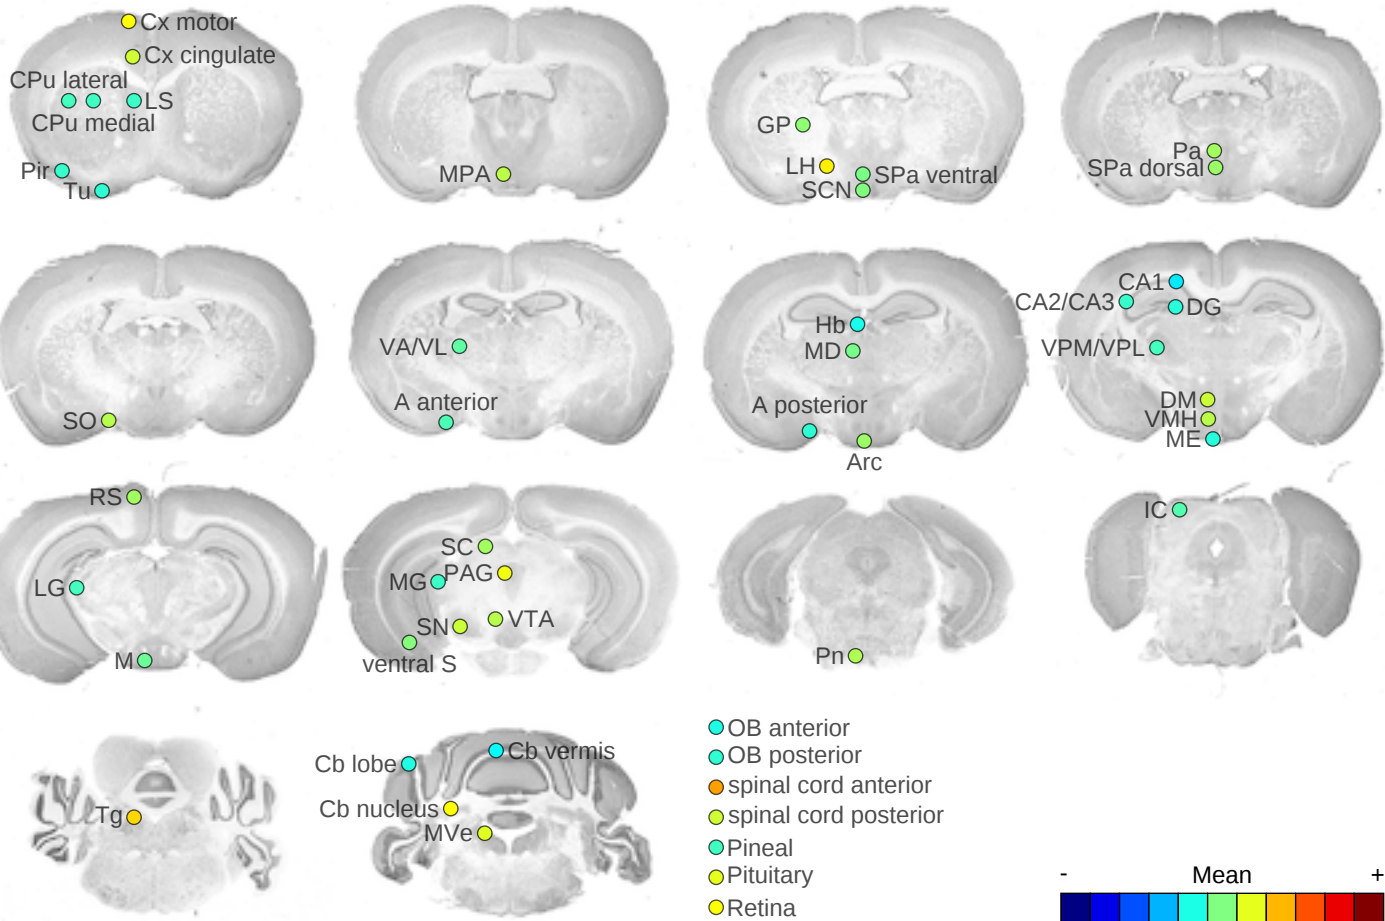 Cx motor
Cx cingulate
CPu lateral
LS
CPu medial
Pir
Tu
MPA
GP
LH
SPa ventral
SCN
Pa
SPa dorsal
SO
VA/VL
A anterior
Hb
MD
A posterior
Arc
CA1
CA2/CA3
DG
VPM/VPL
DM
VMH
ME
RS
LG
M
SC
MG
PAG
SN
VTA
ventral S
Pn
IC
Tg
Cb lobe
Cb vermis
Cb nucleus
MVe
OB anterior
OB posterior
spinal cord anterior
spinal cord posterior
Pineal
Pituitary
Retina
- Mean +